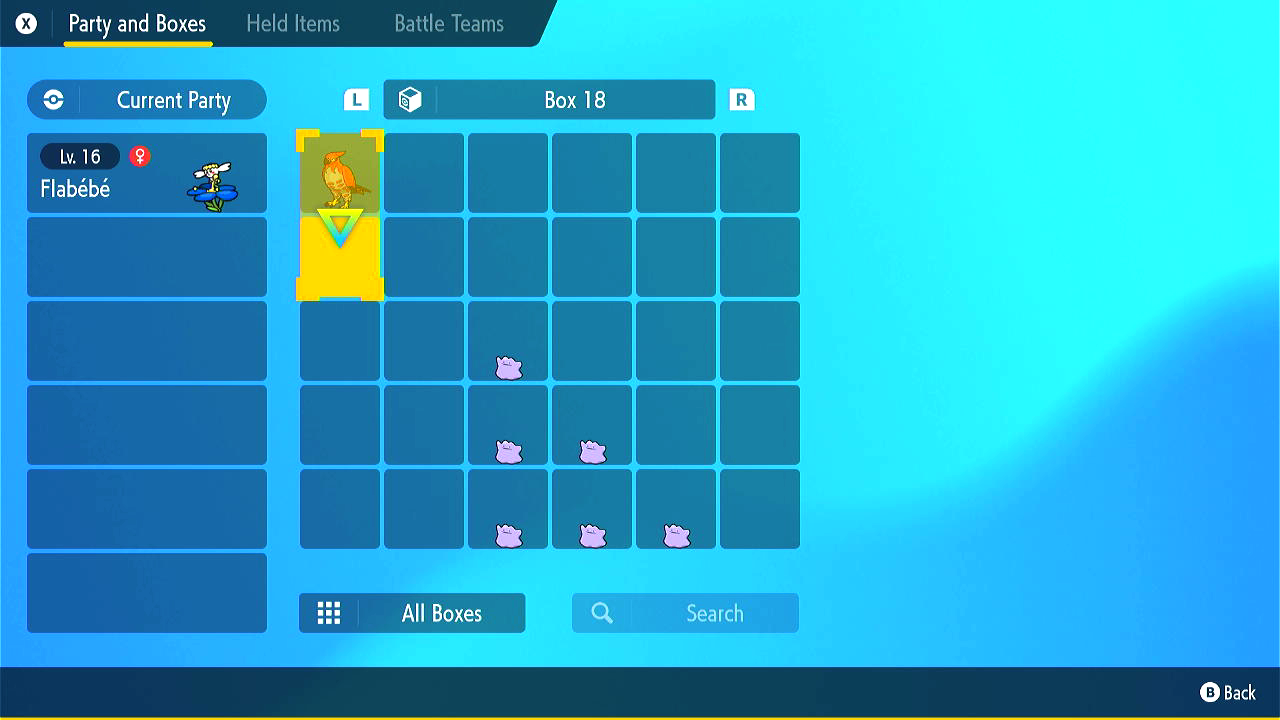 X Party and Boxes Held Items Battle Teams
Current Party L Box 18 R
Lv. 16 ♀
Flabébé
All Boxes Search
B Back